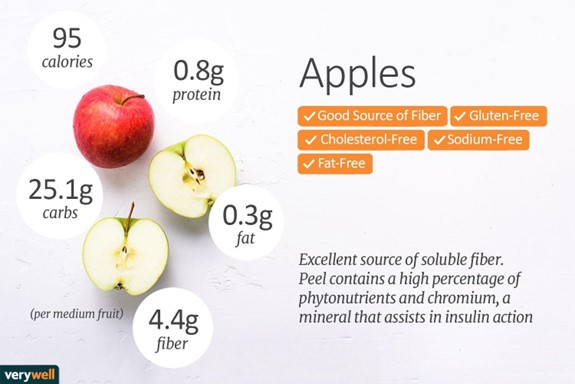 95
calories
0.8g
protein
25.1g
carbs
0.3g
fat
(per medium fruit)
4.4g
fiber
Apples
✓ Good Source of Fiber ✓ Gluten-Free
✓ Cholesterol-Free ✓ Sodium-Free
✓ Fat-Free
Excellent source of soluble fiber.
Peel contains a high percentage of
phytonutrients and chromium, a
mineral that assists in insulin action
verywell